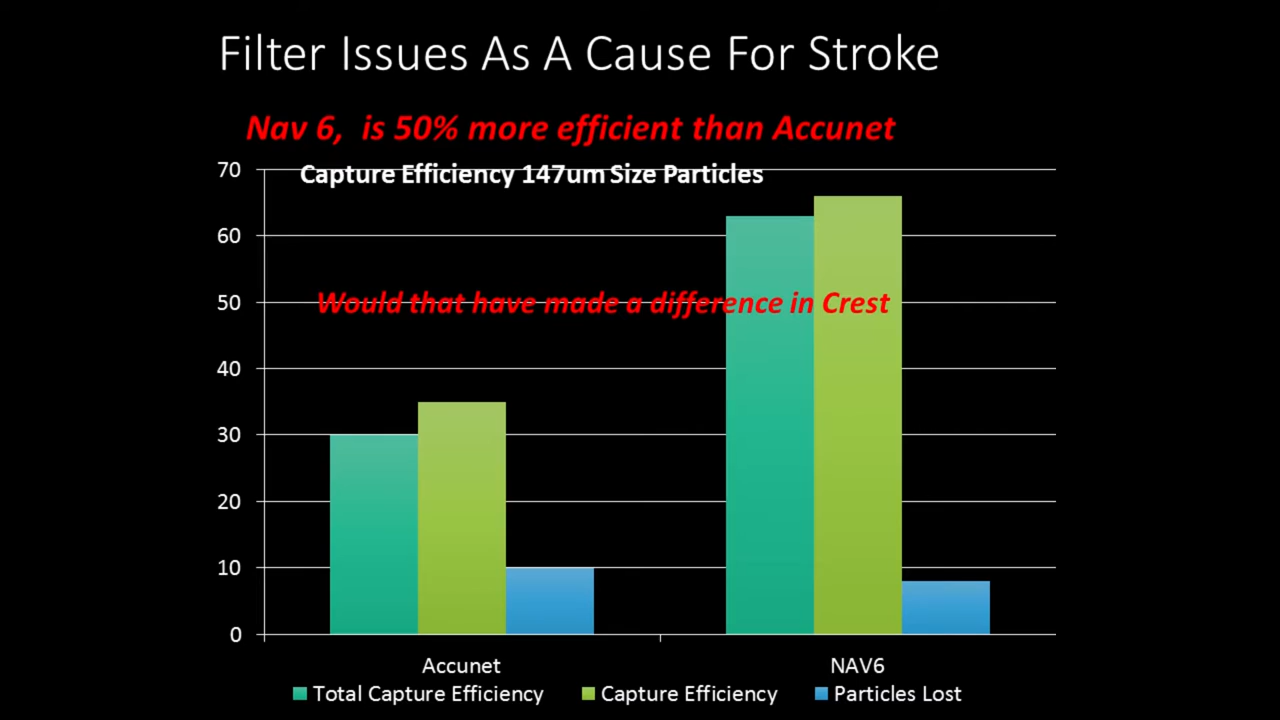 Filter Issues As A Cause For Stroke
Nav 6, is 50% more efficient than Accunet
70
Capture Efficiency 147um Size Particles
60
50
Would that have made a difference in Crest
40
30
20
10
0
Accunet NAV6
Total Capture Efficiency Capture Efficiency Particles Lost